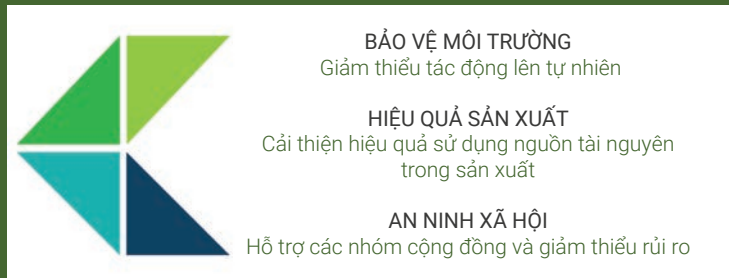 BẢO VỆ MÔI TRƯỜNG
Giảm thiểu tác động lên tự nhiên
HIỆU QUẢ SẢN XUẤT
Cải thiện hiệu quả sử dụng nguồn tài nguyên
trong sản xuất
AN NINH XÃ HỘI
Hỗ trợ các nhóm cộng đồng và giảm thiểu rủi ro